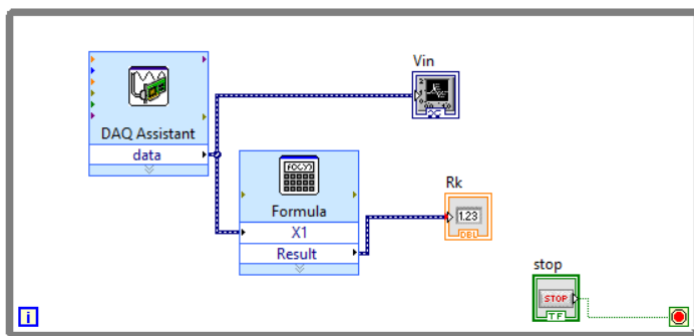 Vin
DAQ Assistant
data
Rk
1.23
DBL
Formula
X1
Result
stop
STOP
TF
i